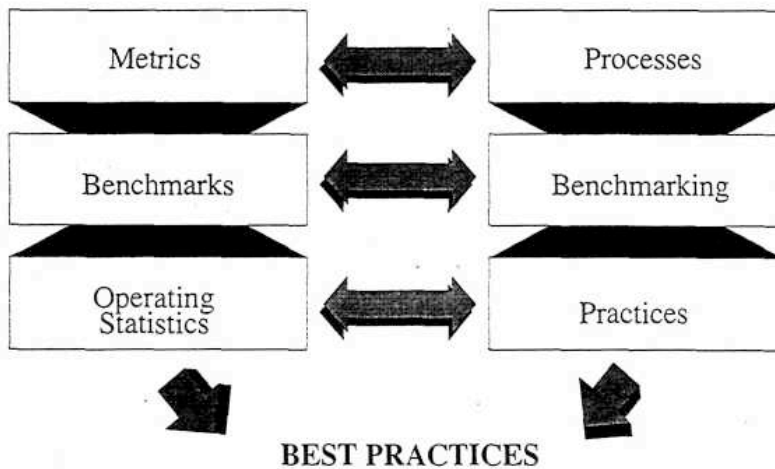 Metrics
Processes
Benchmarks
Benchmarking
Operating
Statistics
Practices
BEST PRACTICES